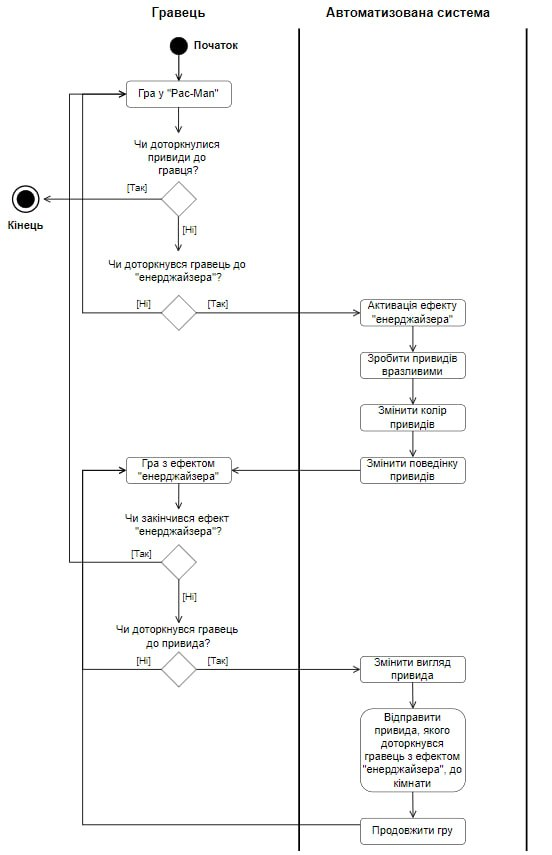 Гравець
Автоматизована система
Початок
Гра у "Pac-Man"
Чи доторкнулися
привиди до
гравця?
[Так]
[Ні]
Кінець
Чи доторкнувся гравець до
"енерджайзера"?
[Ні]
[Так]
Активація ефекту
"енерджайзера"
Зробити привидів
вразливими
Змінити колір
привидів
Гра з ефектом
"енерджайзера"
Змінити поведінку
привидів
Чи закінчився ефект
"енерджайзера"?
[Так]
[Ні]
Чи доторкнувся гравець
до привида?
[Ні]
[Так]
Змінити вигляд
привида
Відправити
привида, якого
доторкнувся
гравець з ефектом
"енерджайзера", до
кімнати
Продовжити гру